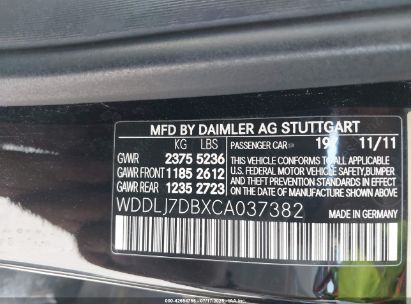 MFD BY DAIMLER AG STUTTGART
KG LBS
GVWR 2375 5236
GAWR FRONT 1185 2612
GAWR REAR 1235 2723
PASSENGER CAR 19 11/11
THIS VEHICLE CONFORMS TO ALL APPLICABLE
U.S. FEDERAL MOTOR VEHICLE SAFETY, BUMPER,
AND THEFT PREVENTION STANDARDS IN EFFECT
ON THE DATE OF MANUFACTURE SHOWN ABOVE.
WDDLJ7DBXCA037382
MADE IN GERMANY